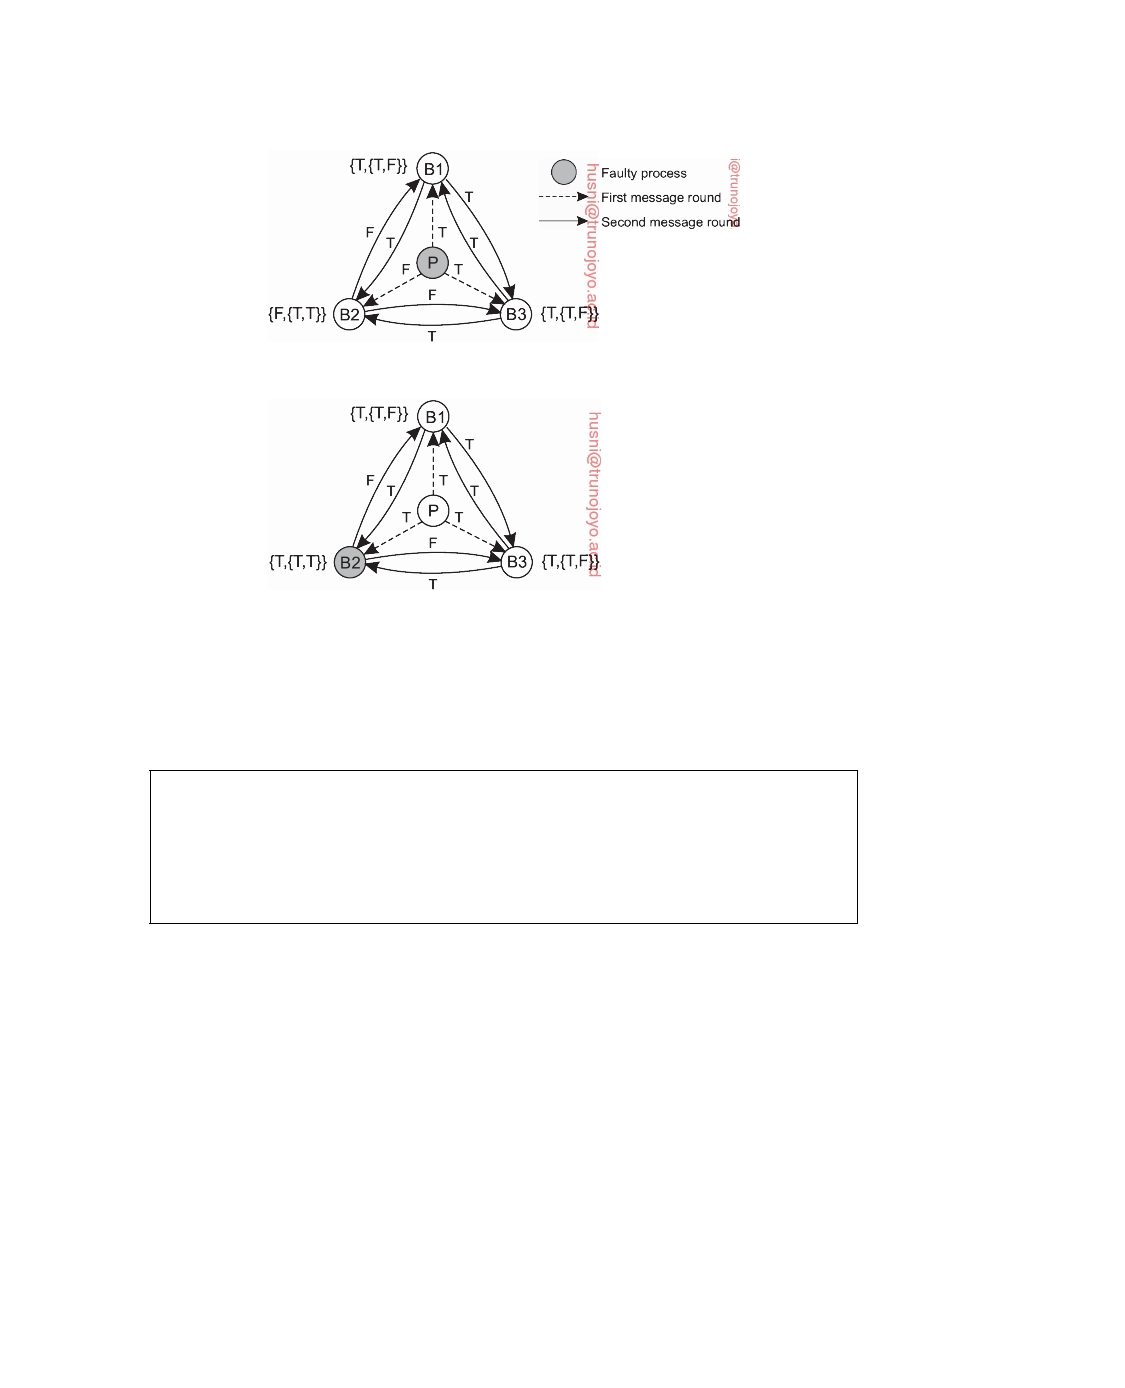 {T,{T,F}}
B1
Faulty process
First message round
Second message round
husni@trunojoyo.ac.id
i@trunojoyo
T
F
T
T
T
P
F
T
F
{F,{T,T}}
B2
B3
{T,{T,F}}
T
{T,{T,F}}
B1
husni@trunojoyo.ac.id
T
F
T
T
T
P
T
T
F
{T,{T,T}}
B2
B3
{T,{T,F}}
T